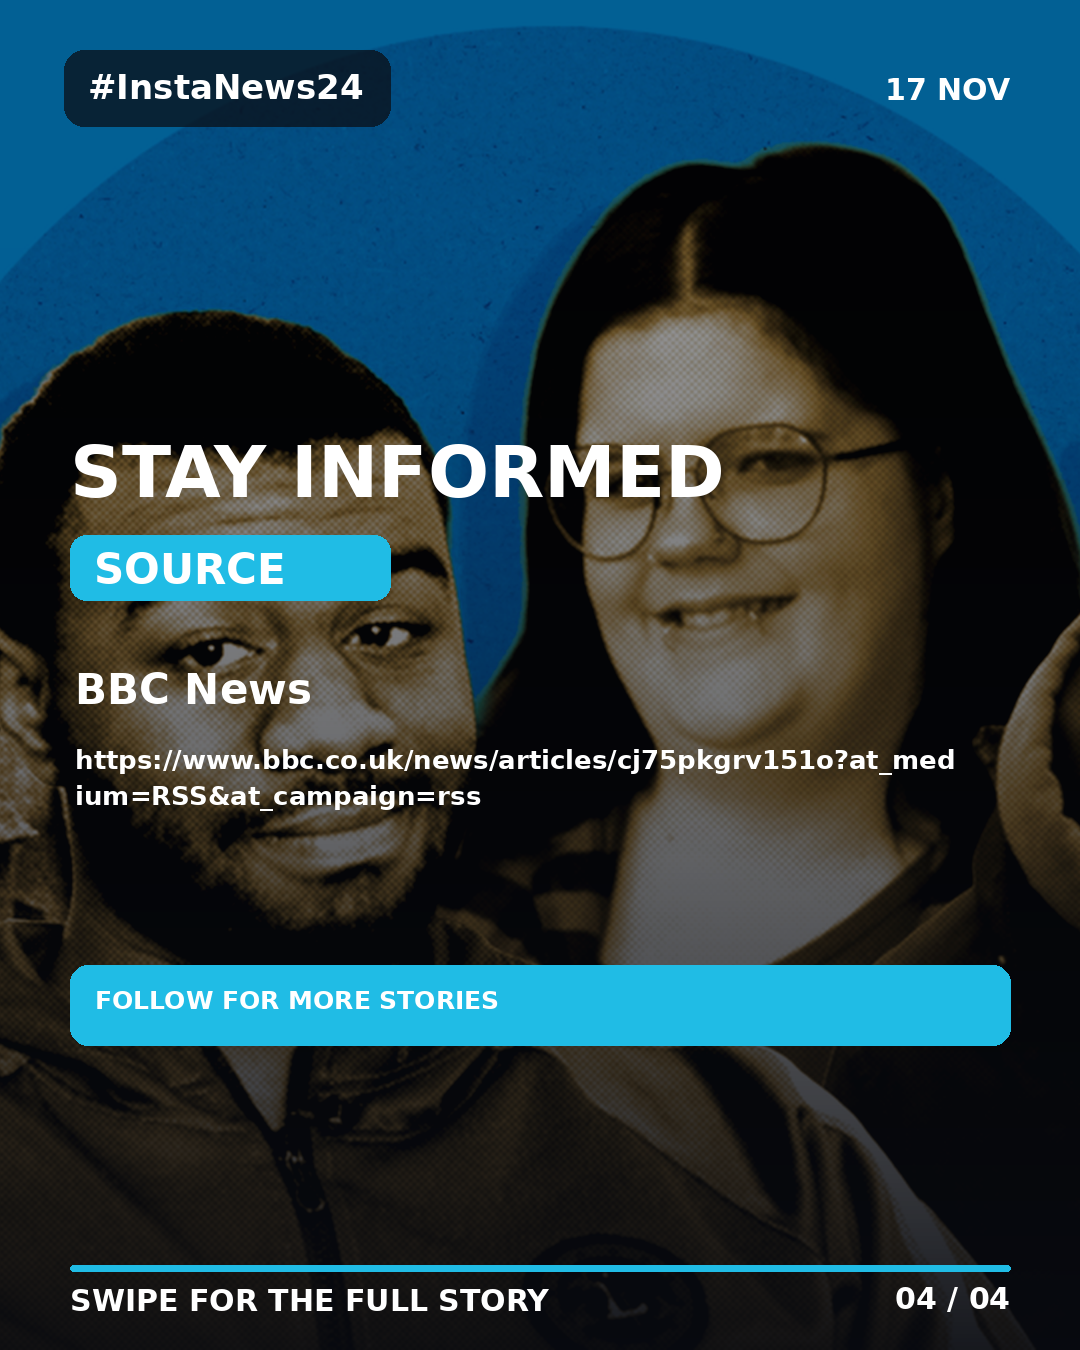 #InstaNews24
17 NOV
STAY INFORMED
SOURCE
BBC News
https://www.bbc.co.uk/news/articles/cj75pkgrv151o?at_med
ium=RSS&at_campaign=rss
FOLLOW FOR MORE STORIES
SWIPE FOR THE FULL STORY
04 / 04